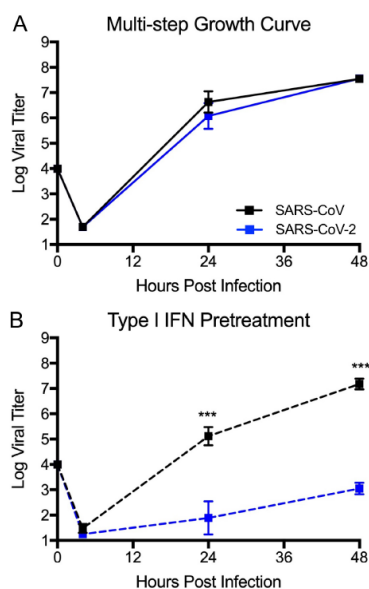 A
Multi-step Growth Curve
Log Viral Titer
9
8
7
6
5
4
3
2
1
SARS-CoV
SARS-CoV-2
0 12 24 36 48
Hours Post Infection
B
Type I IFN Pretreatment
Log Viral Titer
9
8
7
6
5
4
3
2
1
***
***
0 12 24 36 48
Hours Post Infection